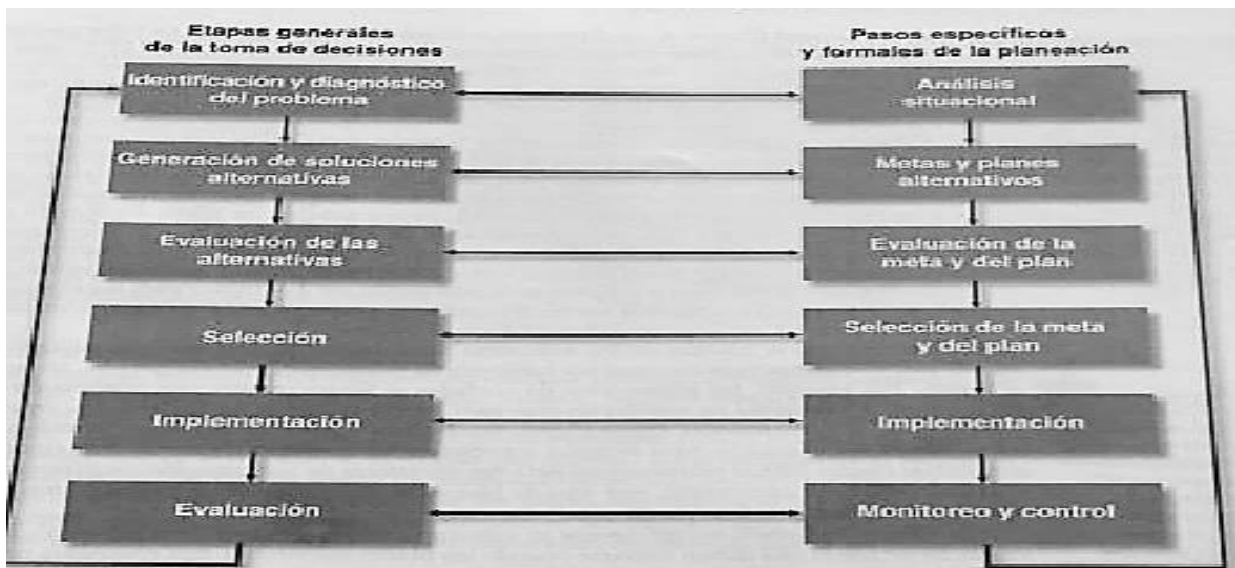 Etapas generales
de la toma de decisiones
Identificación y diagnóstico
del problema
Generación de soluciones
alternativas
Evaluación de las
alternativas
Selección
Implementación
Evaluación
Pasos específicos
y formales de la planeación
Análisis
situacional
Metas y planes
alternativos
Evaluación de la
meta y del plan
Selección de la meta
y del plan
Implementación
Monitoreo y control